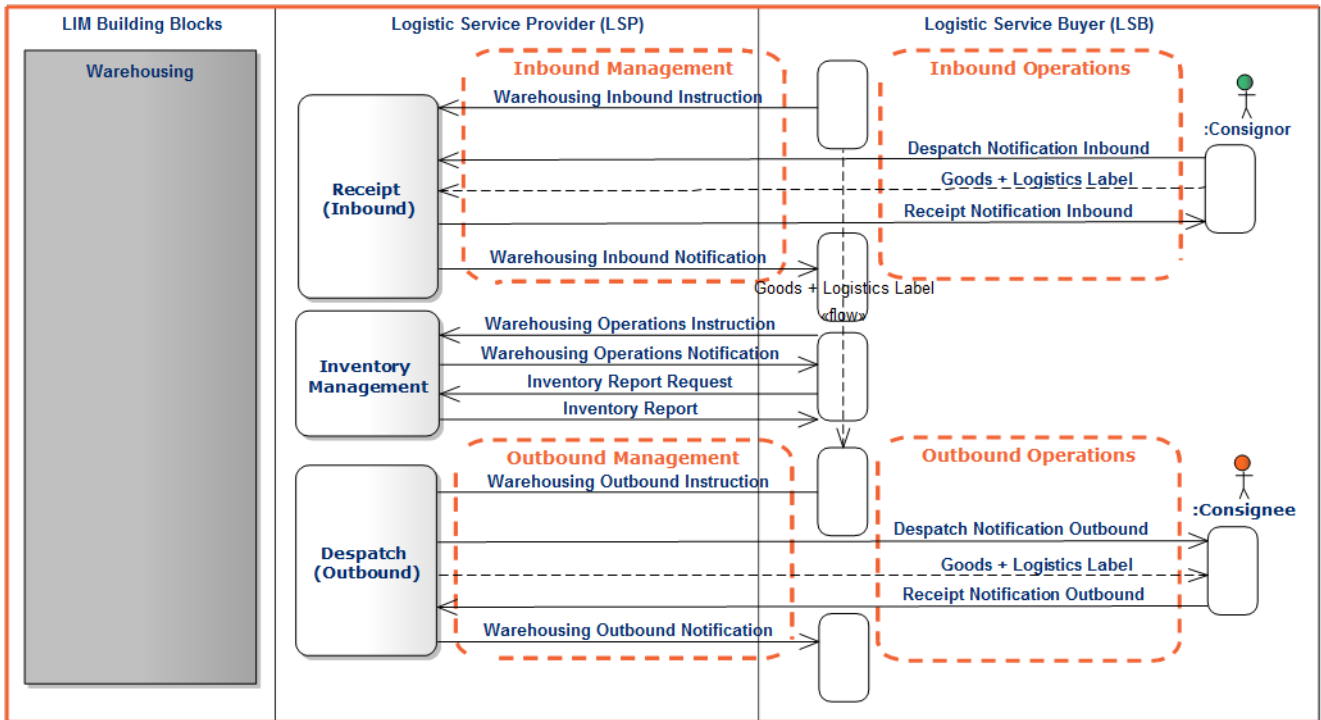 LIM Building Blocks
Logistic Service Provider (LSP)
Logistic Service Buyer (LSB)
Warehousing
Inbound Management
Inbound Operations
Warehousing Inbound Instruction
:Consignor
Despatch Notification Inbound
Goods + Logistics Label
Receipt
(Inbound)
Receipt Notification Inbound
Warehousing Inbound Notification
Goods + Logistics Label
«flow»
Warehousing Operations Instruction
Warehousing Operations Notification
Inventory
Management
Inventory Report Request
Inventory Report
Outbound Management
Outbound Operations
Warehousing Outbound Instruction
:Consignee
Despatch Notification Outbound
Despatch
(Outbound)
Goods + Logistics Label
Receipt Notification Outbound
Warehousing Outbound Notification